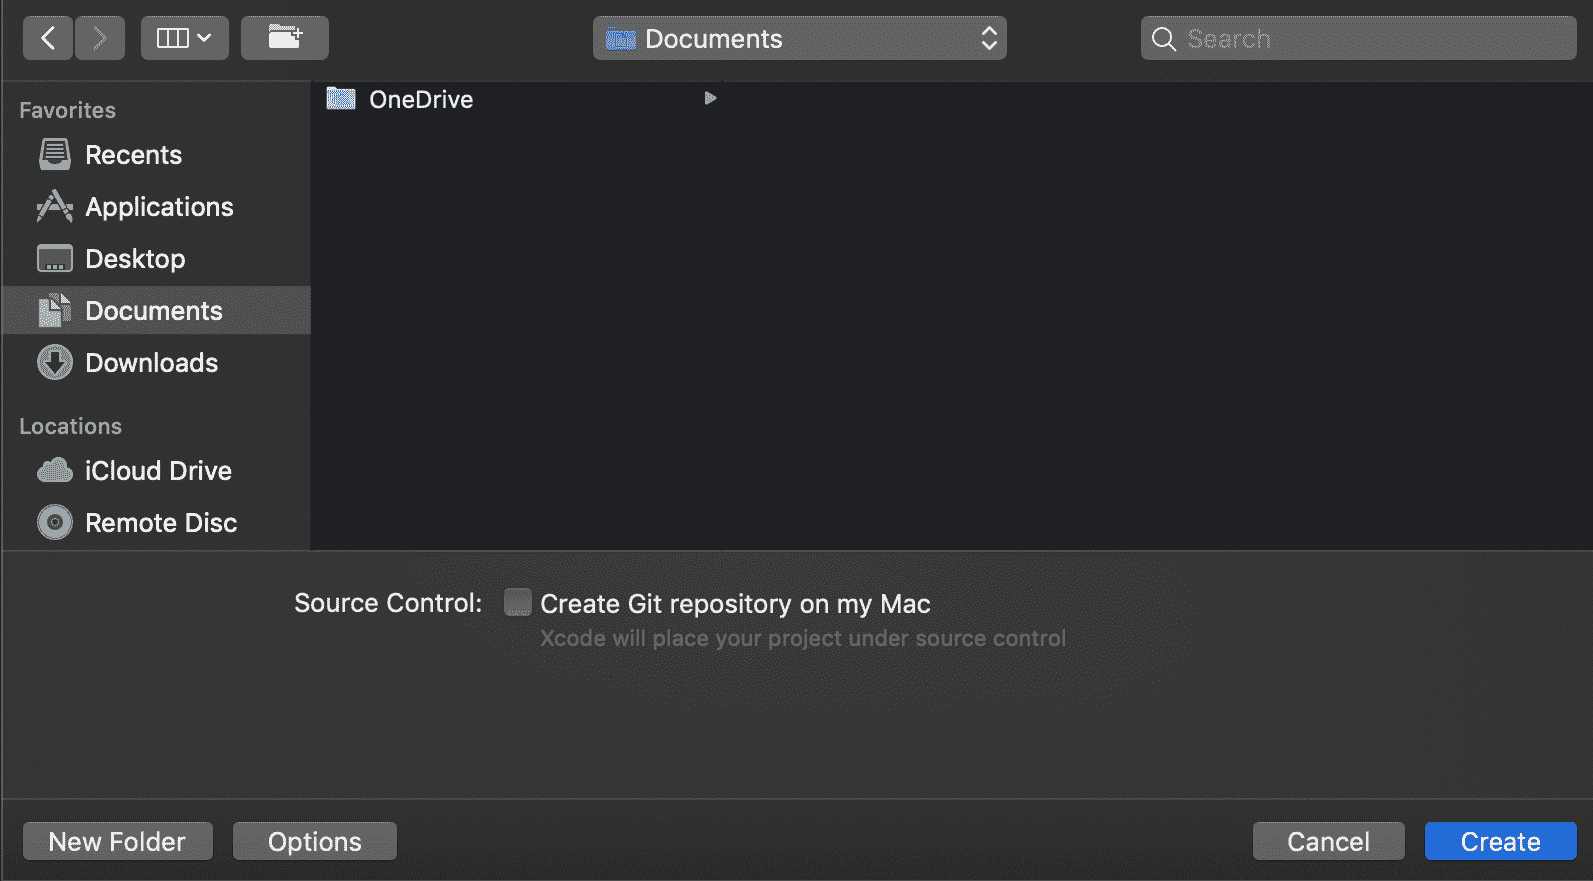 Documents
Search
Favorites
Recents
Applications
Desktop
Documents
Downloads
Locations
iCloud Drive
Remote Disc
OneDrive
Source Control:
Create Git repository on my Mac
Xcode will place your project under source control
New Folder
Options
Cancel
Create